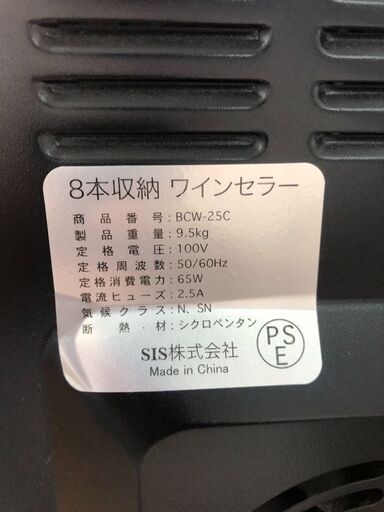 8本収納 ワインセラー
商品番号:BCW-25C
製品重量:9.5kg
定格電圧:100V
定格周波数:50/60Hz
定格消費電力:65W
電流ヒューズ:2.5A
気候クラス:N、SN
断熱材:シクロペンタン
SIS株式会社
Made in China
PS
E